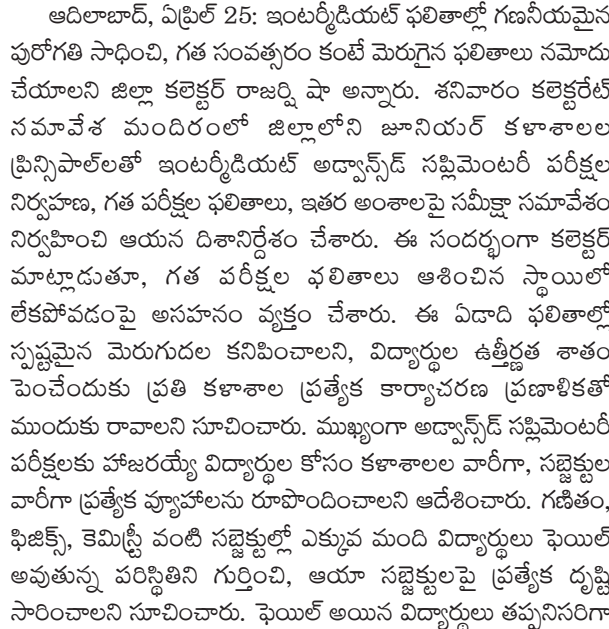 ఆదిలాబాద్, ఏప్రిల్ 25: ఇంటర్మీడియట్ ఫలితాల్లో గణనీయమైన
పురోగతి సాధించి, గత సంవత్సరం కంటే మెరుగైన ఫలితాలు నమోదు
చేయాలని జిల్లా కలెక్టర్ రాజర్షి షా అన్నారు. శనివారం కలెక్టరేట్
సమావేశ మందిరంలో జిల్లాలోని జూనియర్ కళాశాలల
ప్రిన్సిపాల్‌లతో ఇంటర్మీడియట్ అడ్వాన్స్‌డ్ సప్లిమెంటరీ పరీక్షల
నిర్వహణ, గత పరీక్షల ఫలితాలు, ఇతర అంశాలపై సమీక్షా సమావేశం
నిర్వహించి ఆయన దిశానిర్దేశం చేశారు. ఈ సందర్భంగా కలెక్టర్
మాట్లాడుతూ, గత పరీక్షల ఫలితాలు ఆశించిన స్థాయిలో
లేకపోవడంపై అసహనం వ్యక్తం చేశారు. ఈ ఏడాది ఫలితాల్లో
స్పష్టమైన మెరుగుదల కనిపించాలని, విద్యార్థుల ఉత్తీర్ణత శాతం
పెంచేందుకు ప్రతి కళాశాల ప్రత్యేక కార్యాచరణ ప్రణాళికతో
ముందుకు రావాలని సూచించారు. ముఖ్యంగా అడ్వాన్స్‌డ్ సప్లిమెంటరీ
పరీక్షలకు హాజరయ్యే విద్యార్థుల కోసం కళాశాలల వారీగా, సబ్జెక్టుల
వారీగా ప్రత్యేక వ్యూహాలను రూపొందించాలని ఆదేశించారు. గణితం,
ఫిజిక్స్, కెమిస్ట్రీ వంటి సబ్జెక్టుల్లో ఎక్కువ మంది విద్యార్థులు ఫెయిల్
అవుతున్న పరిస్థితిని గుర్తించి, ఆయా సబ్జెక్టులపై ప్రత్యేక దృష్టి
సారించాలని సూచించారు. ఫెయిల్ అయిన విద్యార్థులు తప్పనిసరిగా